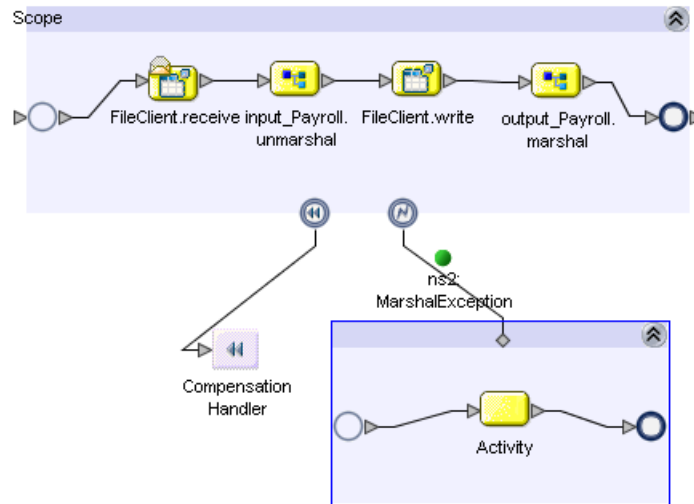 Scope
FileClient.receive
input_Payroll.
unmarshal
FileClient.write
output_Payroll.
marshal
ns2:
MarshalException
Compensation
Handler
Activity